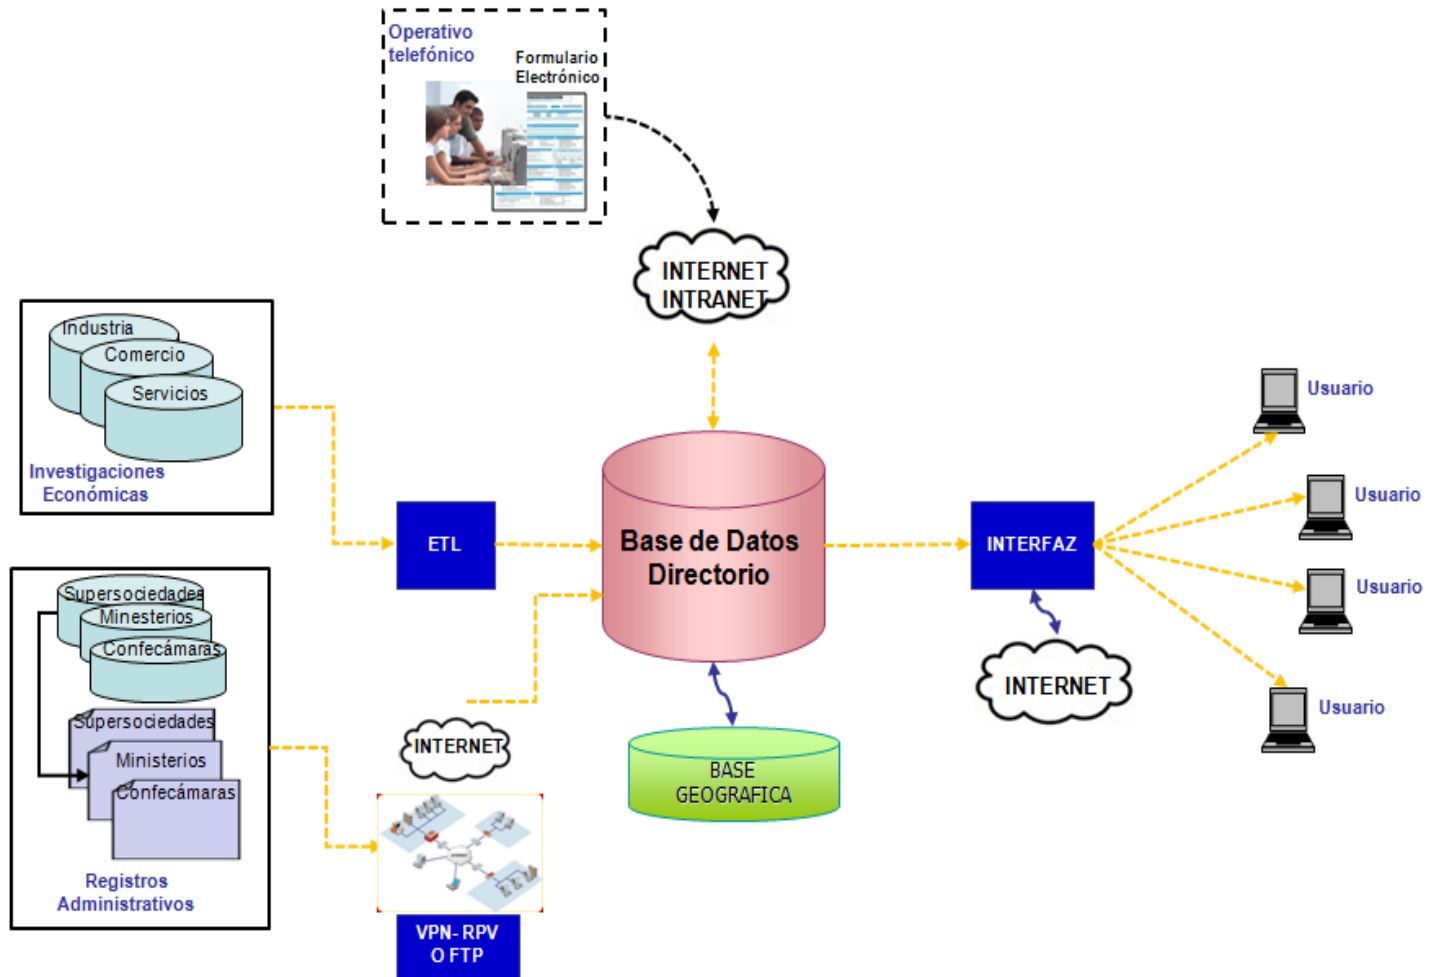 Operativo
telefónico
Formulario
Electrónico
INTERNET
INTRANET
Industria
Comercio
Servicios
Investigaciones
Económicas
ETL
Base de Datos
Directorio
INTERFAZ
Usuario
Usuario
Usuario
Usuario
INTERNET
Supersociedades
Minesterios
Confecámaras
Supersociedades
Ministerios
Confecámaras
Registros
Administrativos
INTERNET
VPN- RPV
O FTP
BASE
GEOGRAFICA